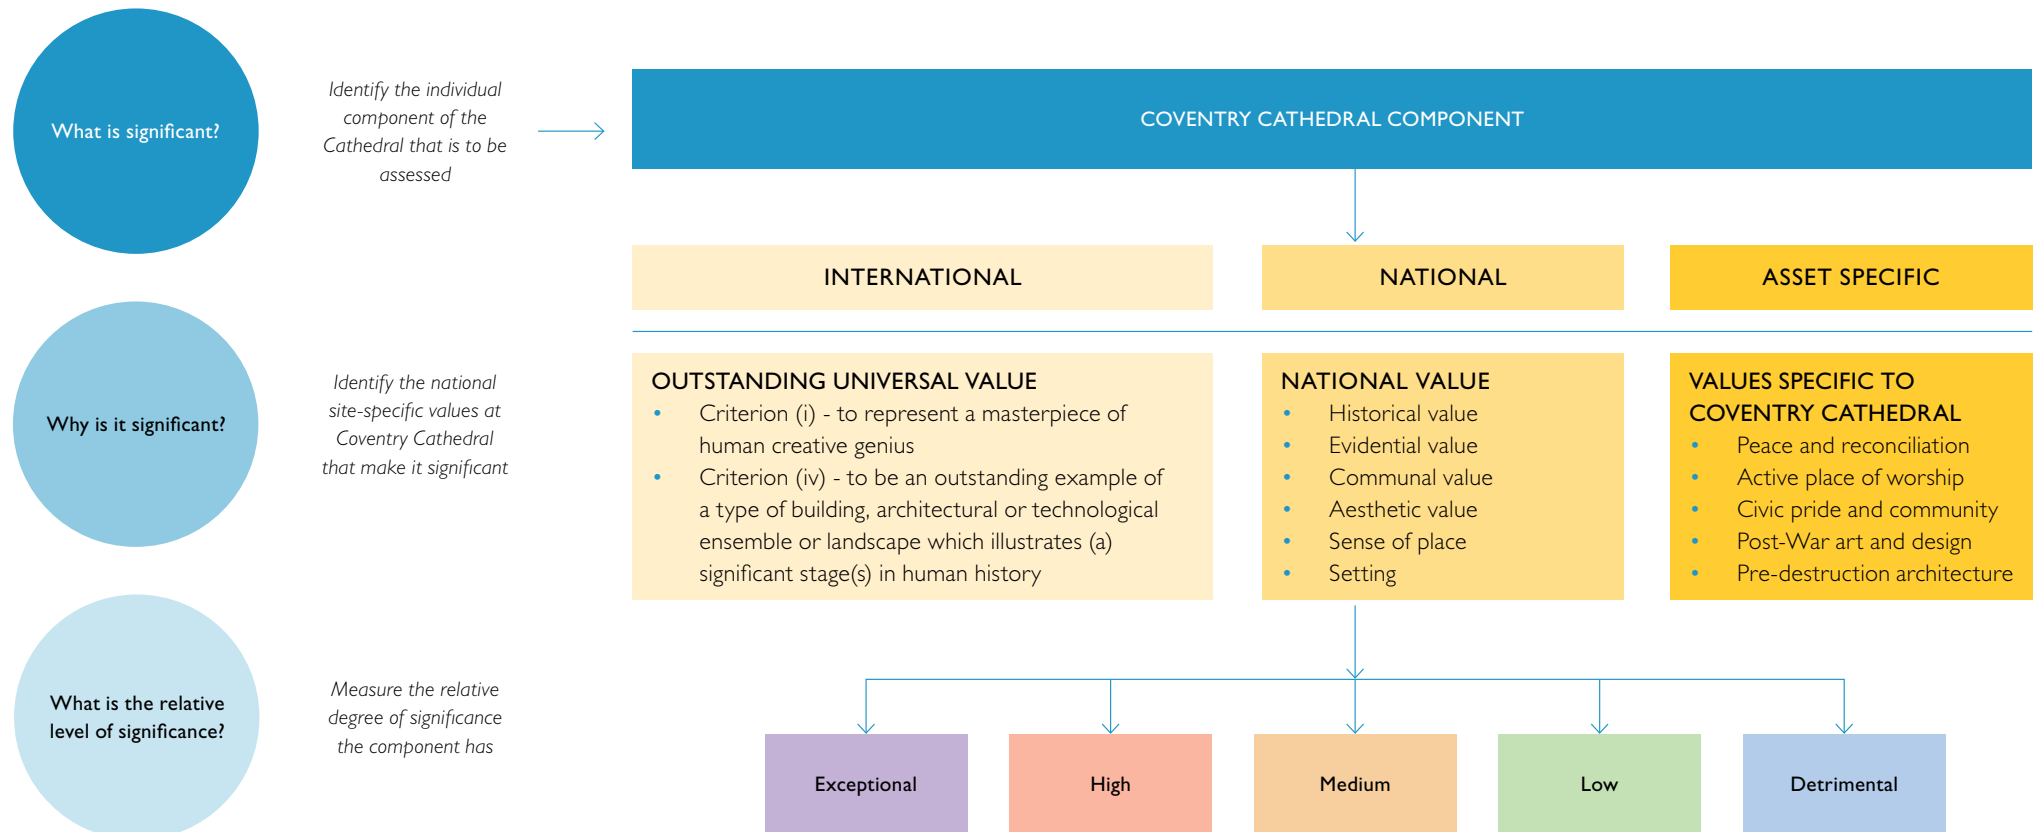 What is significant?
Identify the individual
component of the
Cathedral that is to be
assessed
COVENTRY CATHEDRAL COMPONENT
INTERNATIONAL
NATIONAL
ASSET SPECIFIC
Why is it significant?
Identify the national
site-specific values at
Coventry Cathedral
that make it significant
OUTSTANDING UNIVERSAL VALUE
• Criterion (i) - to represent a masterpiece of
human creative genius
• Criterion (iv) - to be an outstanding example of
a type of building, architectural or technological
ensemble or landscape which illustrates (a)
significant stage(s) in human history
NATIONAL VALUE
• Historical value
• Evidential value
• Communal value
• Aesthetic value
• Sense of place
• Setting
VALUES SPECIFIC TO
COVENTRY CATHEDRAL
• Peace and reconciliation
• Active place of worship
• Civic pride and community
• Post-War art and design
• Pre-destruction architecture
What is the relative
level of significance?
Measure the relative
degree of significance
the component has
Exceptional
High
Medium
Low
Detrimental